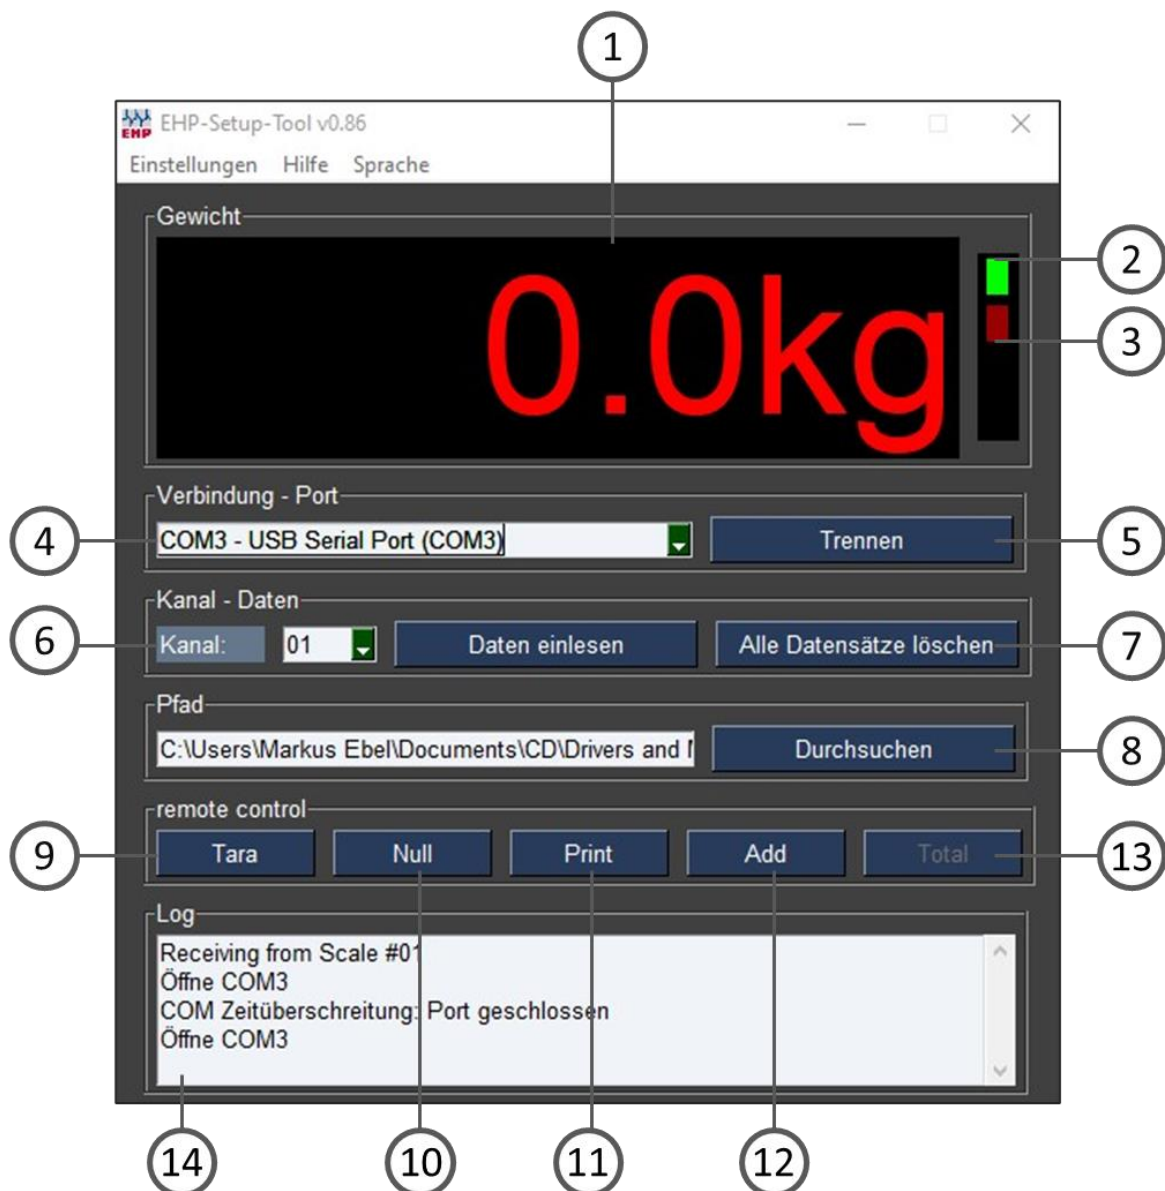 1
EHP EHP-Setup-Tool v0.86
Einstellungen Hilfe Sprache
Gewicht
0.0kg
2
3
Verbindung - Port
4 COM3 - USB Serial Port (COM3) Trennen 5
Kanal - Daten
6 Kanal: 01 Daten einlesen Alle Datensätze löschen 7
Pfad
C:\Users\Markus Ebel\Documents\CD\Drivers and Durchsuchen 8
remote control
9 Tara Null Print Add Total 13
Log
Receiving from Scale #01
Öffne COM3
COM Zeitüberschreitung: Port geschlossen
Öffne COM3
14 10 11 12